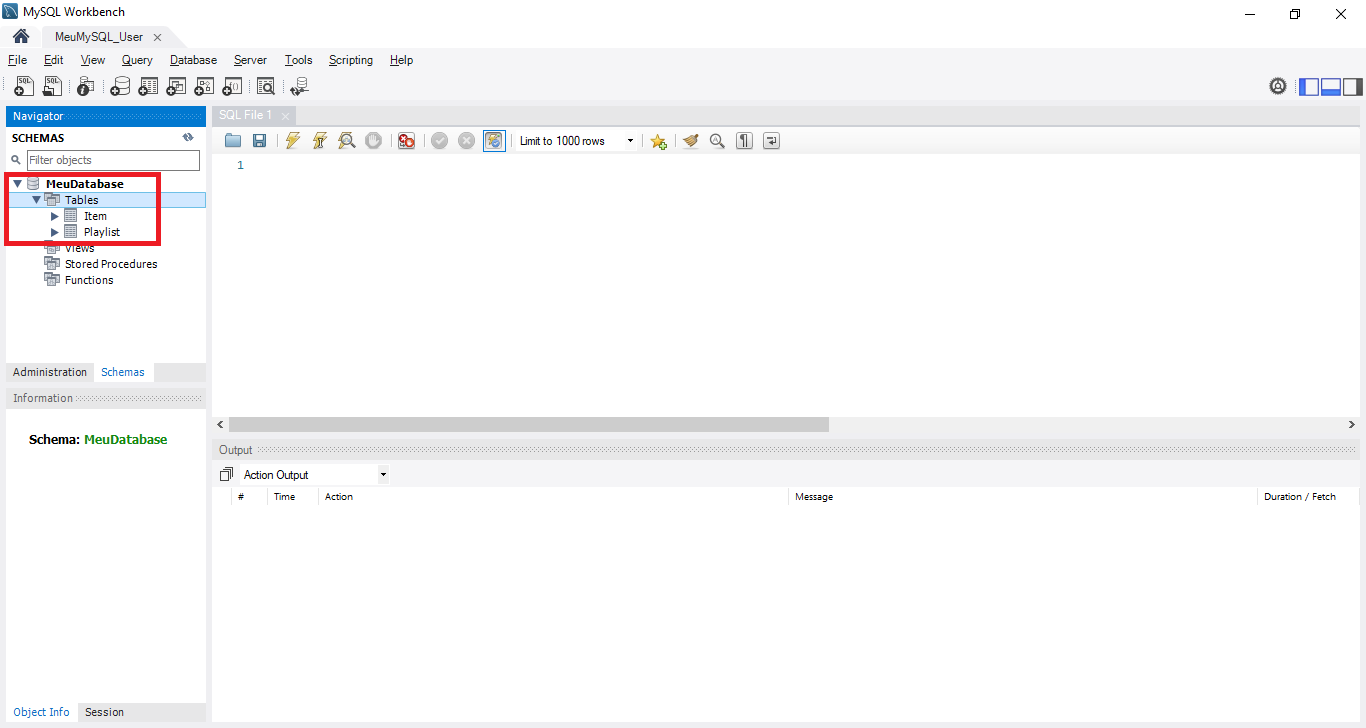 MySQL Workbench
MeuMySQL_User
File Edit View Query Database Server Tools Scripting Help
Navigator
SCHEMAS
Filter objects
MeuDatabase
Tables
Item
Playlist
Views
Stored Procedures
Functions
Administration Schemas
Information
Schema: MeuDatabase
Object Info Session
SQL File 1
Limit to 1000 rows
1
Output
Action Output
# Time Action Message Duration / Fetch